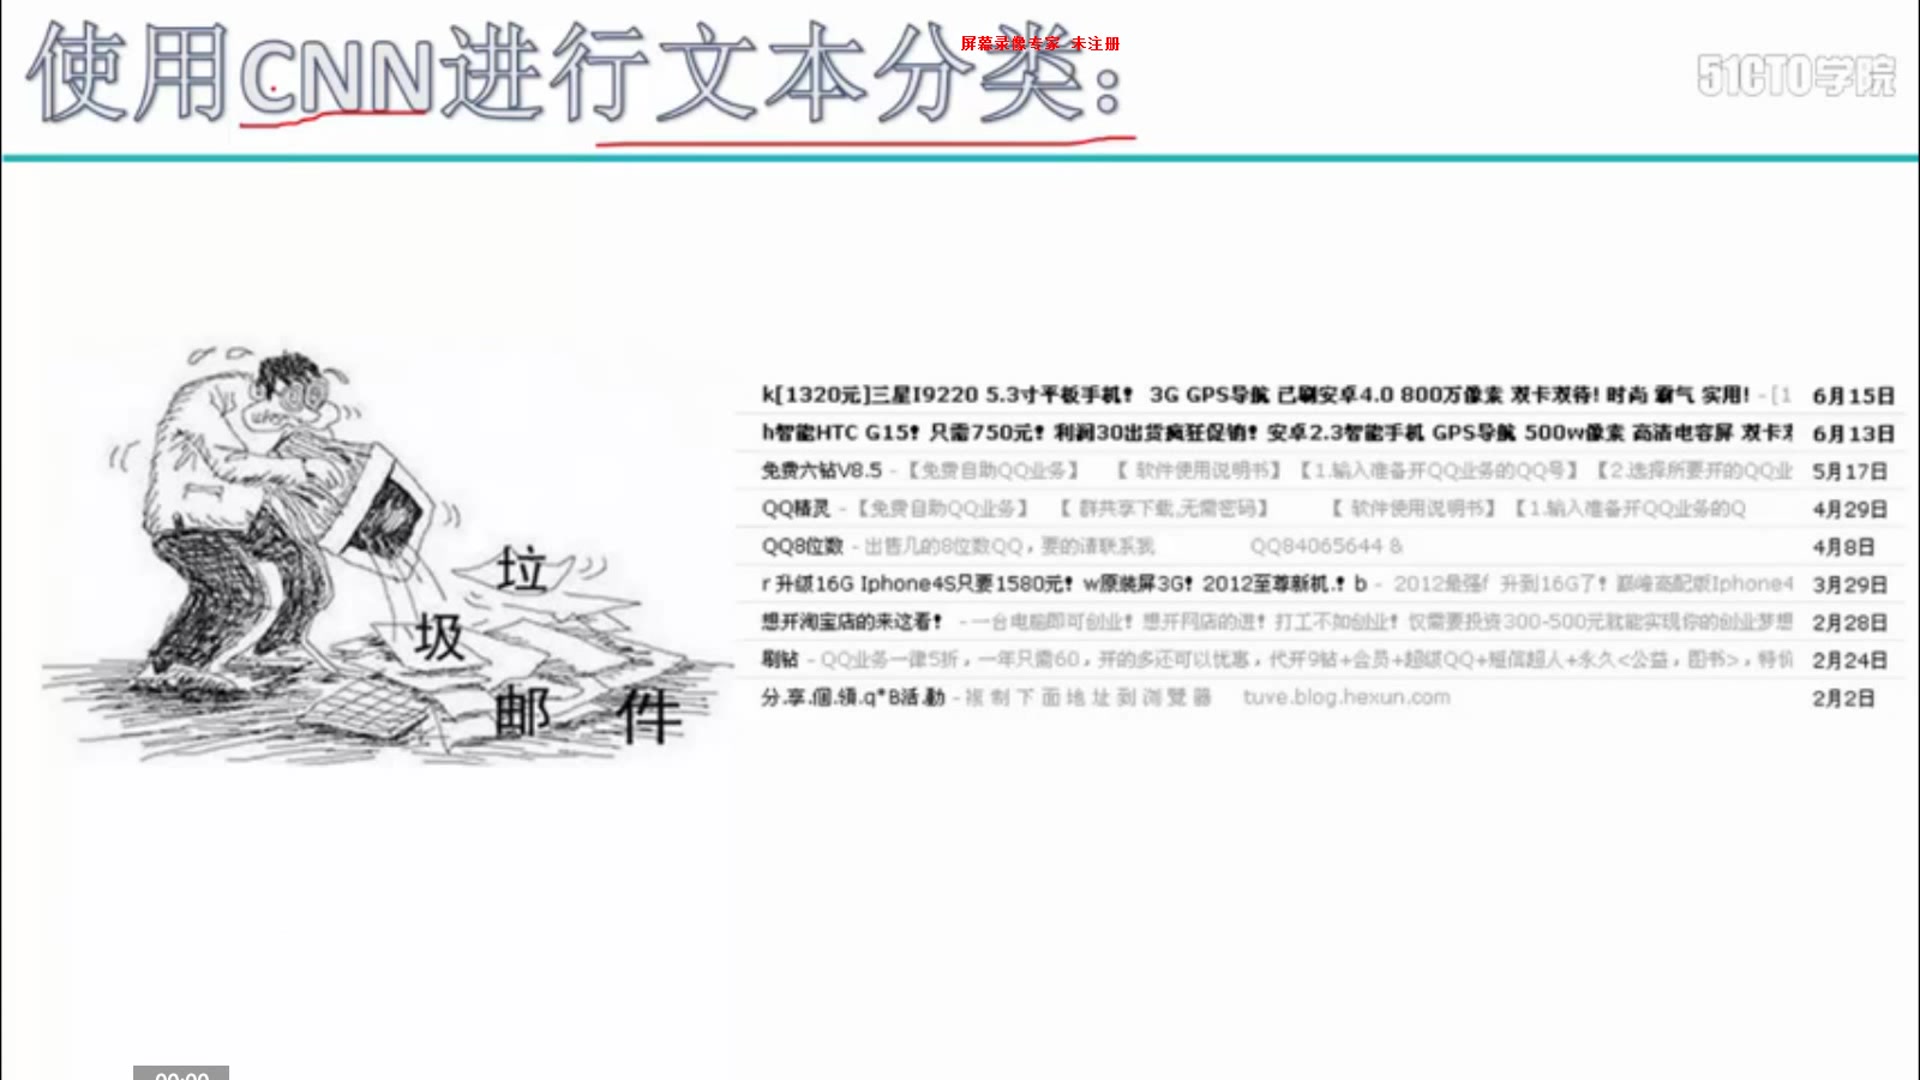 使用CNN进行文本分类:
屏幕录像专家 未注册
51CTO学院
垃
圾
邮 件
k[1320元]三星I9220 5.3寸平板手机! 3G GPS导航 已刷安卓4.0 800万像素 双卡双待! 时尚 霸气 实用! - [1 6月15日
h智能HTC G15! 只需750元! 利润30出货疯狂促销! 安卓2.3智能手机 GPS导航 500w像素 高清电容屏 双卡 6月13日
免费六钻V8.5 - 【免费自助QQ业务】 【 软件使用说明书】 【1.输入准备开QQ业务的QQ号】 【2.选择所要开的QQ业 5月17日
QQ精灵 - 【免费自助QQ业务】 【 群共享下载,无需密码】 【 软件使用说明书】 【1.输入准备开QQ业务的Q 4月29日
QQ8位数 - 出售几的8位数QQ，要的请联系我 QQ84065644 & 4月8日
r 升级16G Iphone4S只要1580元! w原装屏3G! 2012至尊新机.! b - 2012最强f 升到16G了! 巅峰高配版Iphone4 3月29日
想开淘宝店的来这看! - 一台电脑即可创业! 想开网店的进! 打工不如创业! 仅需要投资300-500元就能实现你的创业梦想 2月28日
刷钻 - QQ业务一律5折，一年只需60，开的多还可以优惠，代开9钻+会员+超级QQ+短信超人+永久<公益，图书>，特价 2月24日
分.享.個.領.q*B活.動 - 複 制 下 面 地 址 到 浏 覽 器 tuve.blog.hexun.com 2月2日